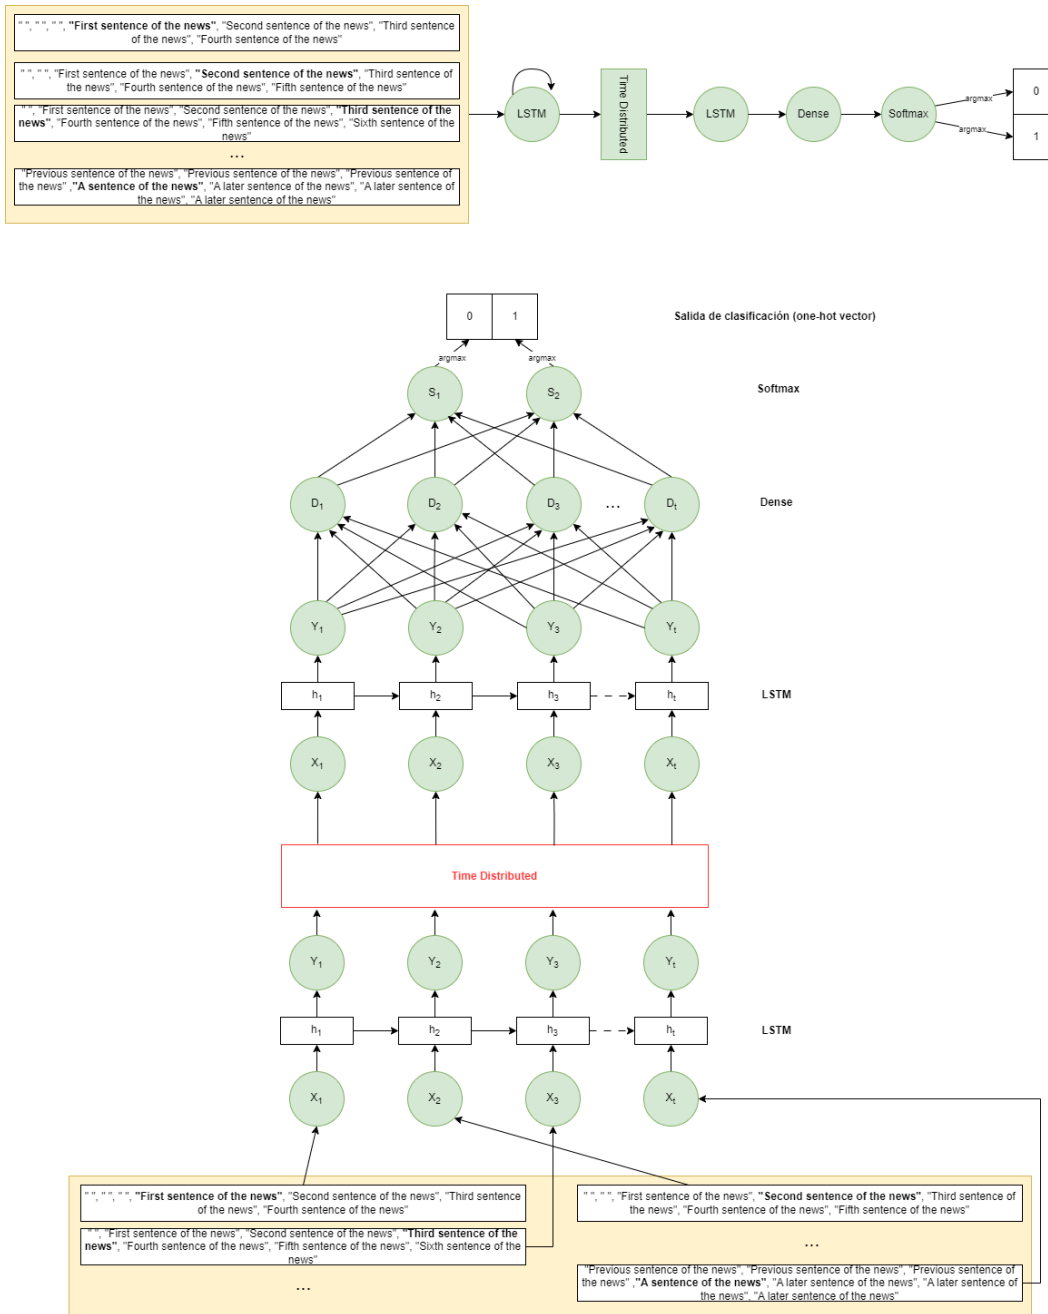 " ", " ", " ", "First sentence of the news", "Second sentence of the news", "Third sentence
of the news", "Fourth sentence of the news"
" ", " ", "First sentence of the news", "Second sentence of the news", "Third sentence of
the news", "Fourth sentence of the news", "Fifth sentence of the news"
" ", "First sentence of the news", "Second sentence of the news", "Third sentence of the
news", "Fourth sentence of the news", "Fifth sentence of the news", "Sixth sentence of the
news"
...
"Previous sentence of the news", "Previous sentence of the news", "Previous sentence of
the news" ,"A sentence of the news", "A later sentence of the news", "A later sentence of
the news", "A later sentence of the news"
LSTM
Time Distributed
LSTM
Dense
Softmax
argmax
argmax
0
1
0 1
Salida de clasificación (one-hot vector)
argmax argmax
S1 S2
Softmax
D1 D2 D3 ... Dt
Dense
Y1 Y2 Y3 Yt
h1 h2 h3 ht
LSTM
X1 X2 X3 Xt
Time Distributed
Y1 Y2 Y3 Yt
h1 h2 h3 ht
LSTM
X1 X2 X3 Xt
" ", " ", " ", "First sentence of the news", "Second sentence of the news", "Third sentence
of the news", "Fourth sentence of the news"
" ", "First sentence of the news", "Second sentence of the news", "Third sentence of the
news", "Fourth sentence of the news", "Fifth sentence of the news", "Sixth sentence of the
news"
...
" ", " ", "First sentence of the news", "Second sentence of the news", "Third sentence of
the news", "Fourth sentence of the news", "Fifth sentence of the news"
...
"Previous sentence of the news", "Previous sentence of the news", "Previous sentence of
the news" ,"A sentence of the news", "A later sentence of the news", "A later sentence of
the news", "A later sentence of the news"